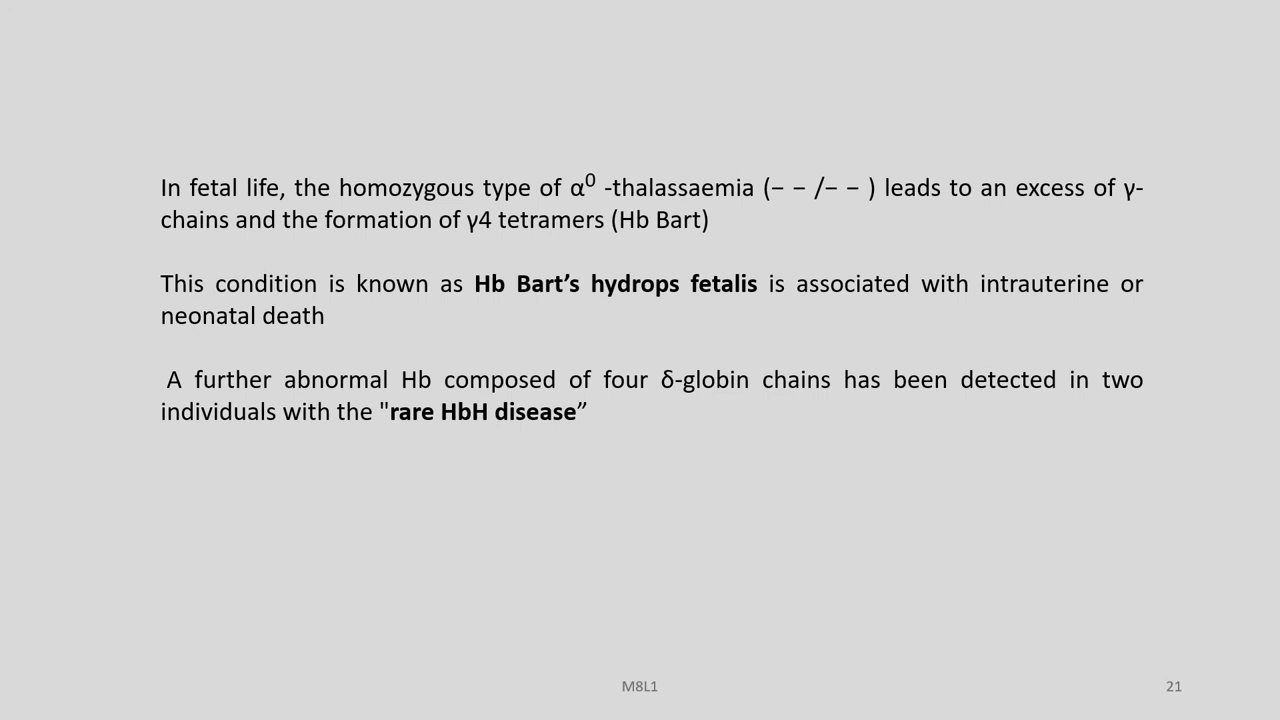 In fetal life, the homozygous type of α⁰ -thalassaemia (− − /− − ) leads to an excess of γ-
chains and the formation of γ4 tetramers (Hb Bart)
This condition is known as Hb Bart’s hydrops fetalis is associated with intrauterine or
neonatal death
A further abnormal Hb composed of four δ-globin chains has been detected in two
individuals with the "rare HbH disease”
M8L1
21